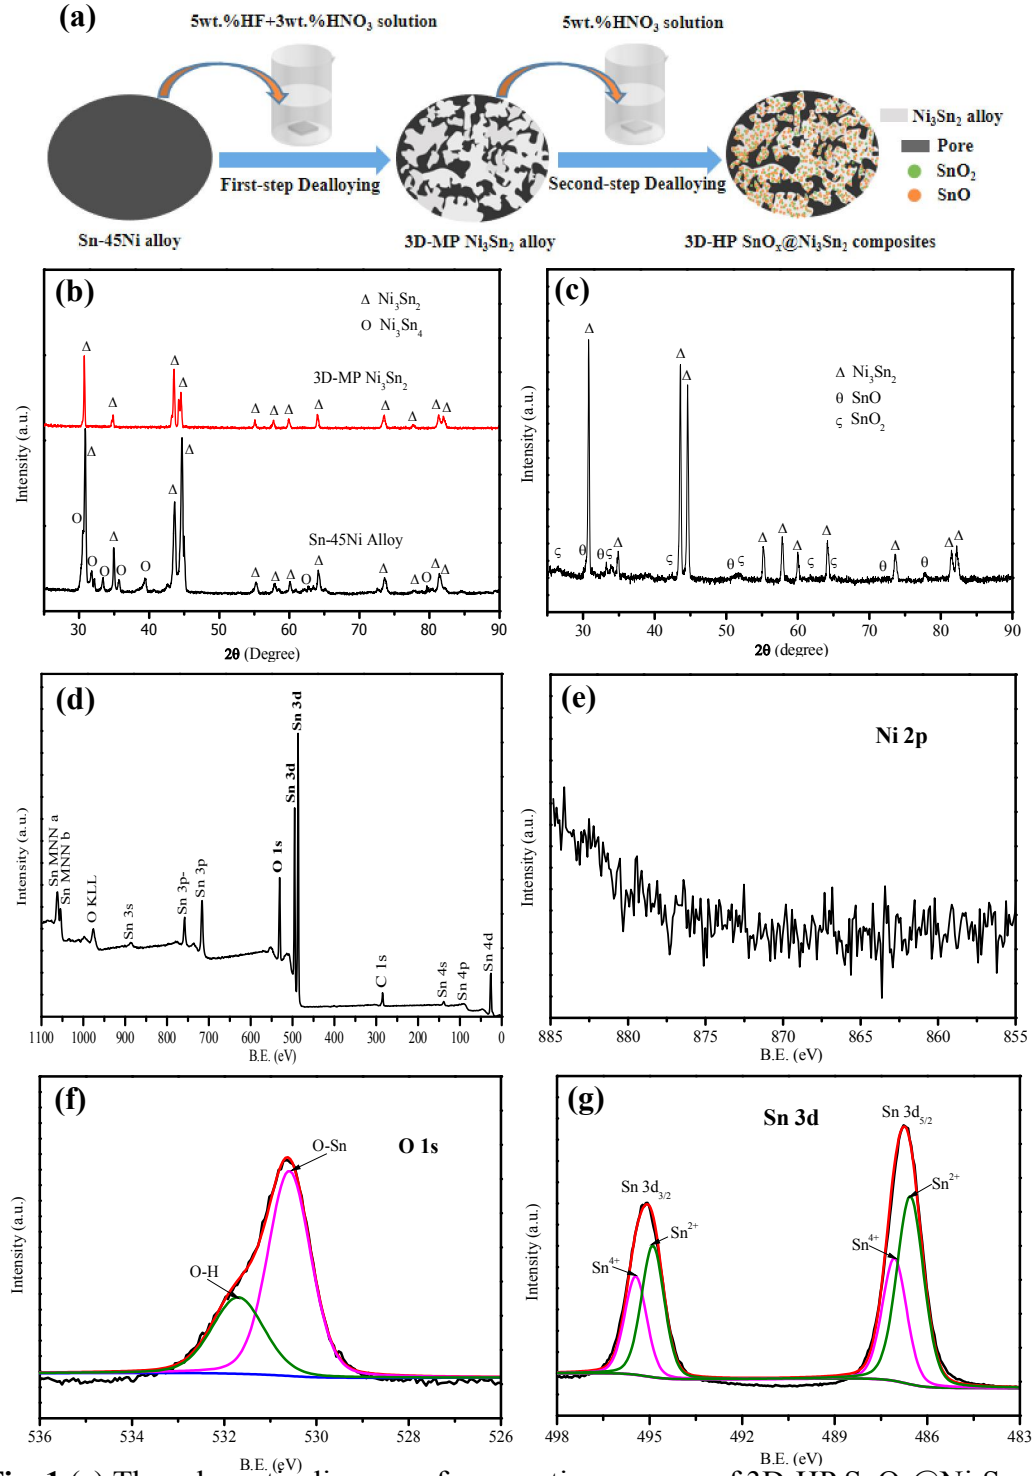 (a)
5wt.%HF+3wt.%HNO3 solution
5wt.%HNO3 solution
First-step Dealloying
Second-step Dealloying
Ni3Sn2 alloy
Pore
SnO2
SnO
Sn-45Ni alloy
3D-MP Ni3Sn2 alloy
3D-HP SnOx@Ni3Sn2 composites
(b)
Δ Ni3Sn2
O Ni3Sn4
3D-MP Ni3Sn2
Δ Δ Δ Δ Δ Δ Δ Δ Δ Δ Δ Δ
Sn-45Ni Alloy
O Δ O O O Δ O Δ Δ Δ Δ Δ O Δ Δ Δ O Δ Δ
Intensity (a.u.)
30 40 50 60 70 80 90
2θ (Degree)
(c)
Δ Ni3Sn2
θ SnO
ς SnO2
ς θ Δ θ ς Δ ς Δ Δ θ ς Δ Δ Δ ς Δ ς θ Δ θ Δ Δ
Intensity (a.u.)
30 40 50 60 70 80 90
2θ (degree)
(d)
Sn MNN a
Sn MNN b
O KLL
Sn 3s
Sn 3p-
Sn 3p
O 1s
Sn 3d
Sn 3d
C 1s
Sn 4s
Sn 4p
Sn 4d
Intensity (a.u.)
1100 1000 900 800 700 600 500 400 300 200 100 0
B.E. (eV)
(e)
Ni 2p
Intensity (a.u.)
885 880 875 870 865 860 855
B.E. (eV)
(f)
O 1s
O-Sn
O-H
Intensity (a.u.)
536 534 532 530 528 526
B.E. (eV)
(g)
Sn 3d
Sn 3d5/2
Sn 3d3/2
Sn2+
Sn4+
Sn2+
Sn4+
Intensity (a.u.)
498 495 492 489 486 483
B.E. (eV)